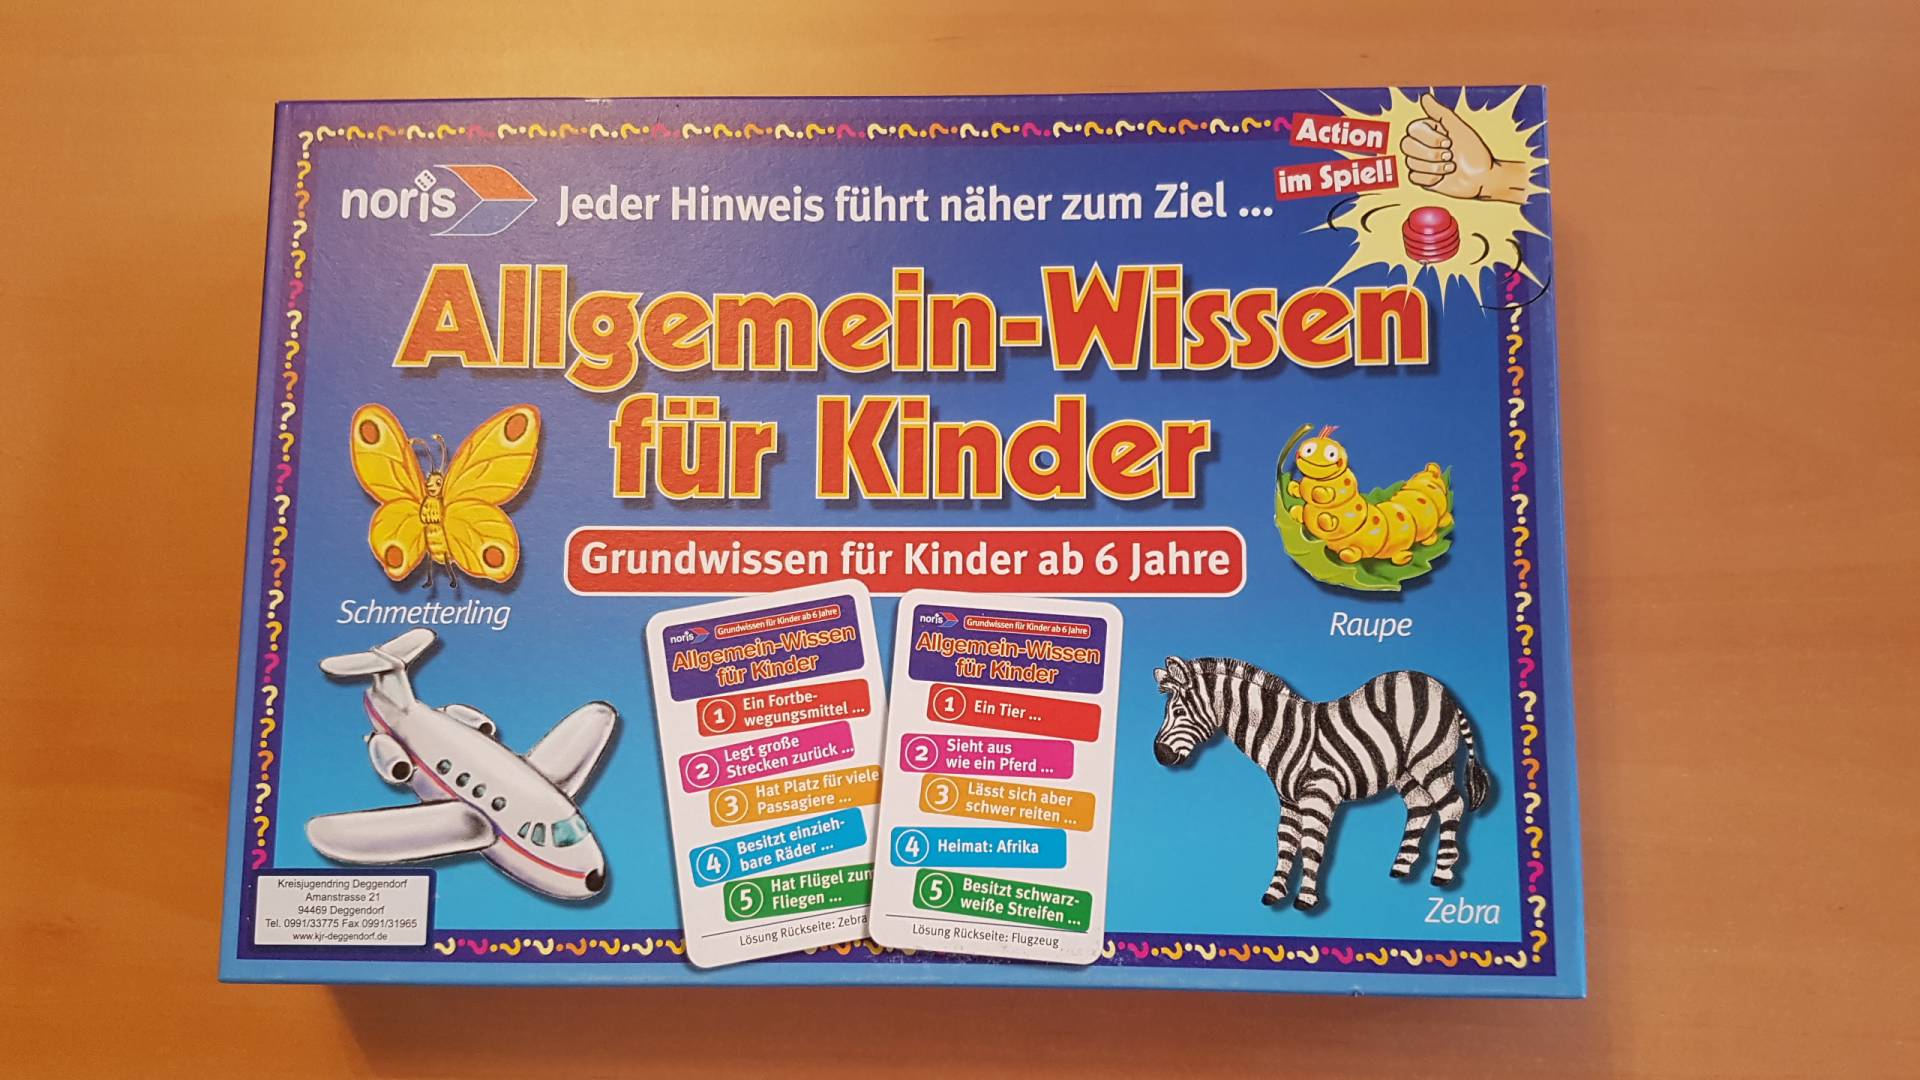 noris
Jeder Hinweis führt näher zum Ziel ...
Action
im Spiel!
Allgemein-Wissen
für Kinder
Grundwissen für Kinder ab 6 Jahre
Schmetterling
Raupe
noris
Grundwissen für Kinder ab 6 Jahre
Allgemein-Wissen
für Kinder
1 Ein Fortbe-
wegungsmittel ...
2 Legt große
Strecken zurück ...
3 Hat Platz für viele
Passagiere ...
4 Besitzt einzieh-
bare Räder ...
5 Hat Flügel zum
Fliegen ...
Lösung Rückseite: Zebra
noris
Grundwissen für Kinder ab 6 Jahre
Allgemein-Wissen
für Kinder
1 Ein Tier ...
2 Sieht aus
wie ein Pferd ...
3 Lässt sich aber
schwer reiten ...
4 Heimat: Afrika
5 Besitzt schwarz-
weiße Streifen ...
Lösung Rückseite: Flugzeug
Zebra
Kreisjugendring Deggendorf
Amanstrasse 21
94469 Deggendorf
Tel. 0991/33775 Fax 0991/31965
www.kjr-deggendorf.de